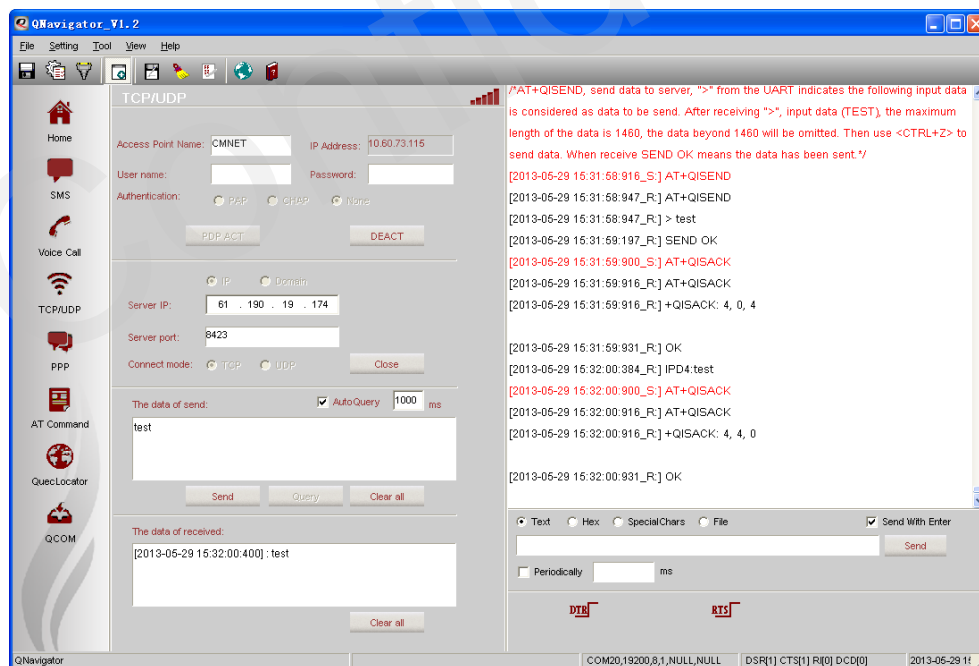 QNavigator_V1.2
File Setting Tool View Help
Home
SMS
Voice Call
TCP/UDP
PPP
AT Command
QuecLocator
QCOM
TCP/UDP
Access Point Name: CMNET IP Address: 10.60.73.115
User name: Password:
Authentication: PAP CHAP None
PDP ACT DEACT
IP Domain
Server IP: 61 . 190 . 19 . 174
Server port: 8423
Connect mode: TCP UDP Close
The data of send: AutoQuery 1000 ms
test
Send Query Clear all
The data of received:
[2013-05-29 15:32:00:400] : test
Clear all
/*AT+QISEND, send data to server, ">" from the UART indicates the following input data
is considered as data to be send. After receiving ">", input data (TEST), the maximum
length of the data is 1460, the data beyond 1460 will be omitted. Then use <CTRL+Z> to
send data. When receive SEND OK means the data has been sent.*/
[2013-05-29 15:31:58:916_S:] AT+QISEND
[2013-05-29 15:31:58:947_R:] AT+QISEND
[2013-05-29 15:31:58:947_R:] > test
[2013-05-29 15:31:59:197_R:] SEND OK
[2013-05-29 15:31:59:900_S:] AT+QISACK
[2013-05-29 15:31:59:916_R:] AT+QISACK
[2013-05-29 15:31:59:916_R:] +QISACK: 4, 0, 4
[2013-05-29 15:31:59:931_R:] OK
[2013-05-29 15:32:00:384_R:] IPD4:test
[2013-05-29 15:32:00:900_S:] AT+QISACK
[2013-05-29 15:32:00:916_R:] AT+QISACK
[2013-05-29 15:32:00:916_R:] +QISACK: 4, 4, 0
[2013-05-29 15:32:00:931_R:] OK
Text Hex SpecialChars File Send With Enter
Send
Periodically ms
DTR RTS
QNavigator COM20,19200,8,1,NULL,NULL DSR[1] CTS[1] RI[0] DCD[0] 2013-05-29